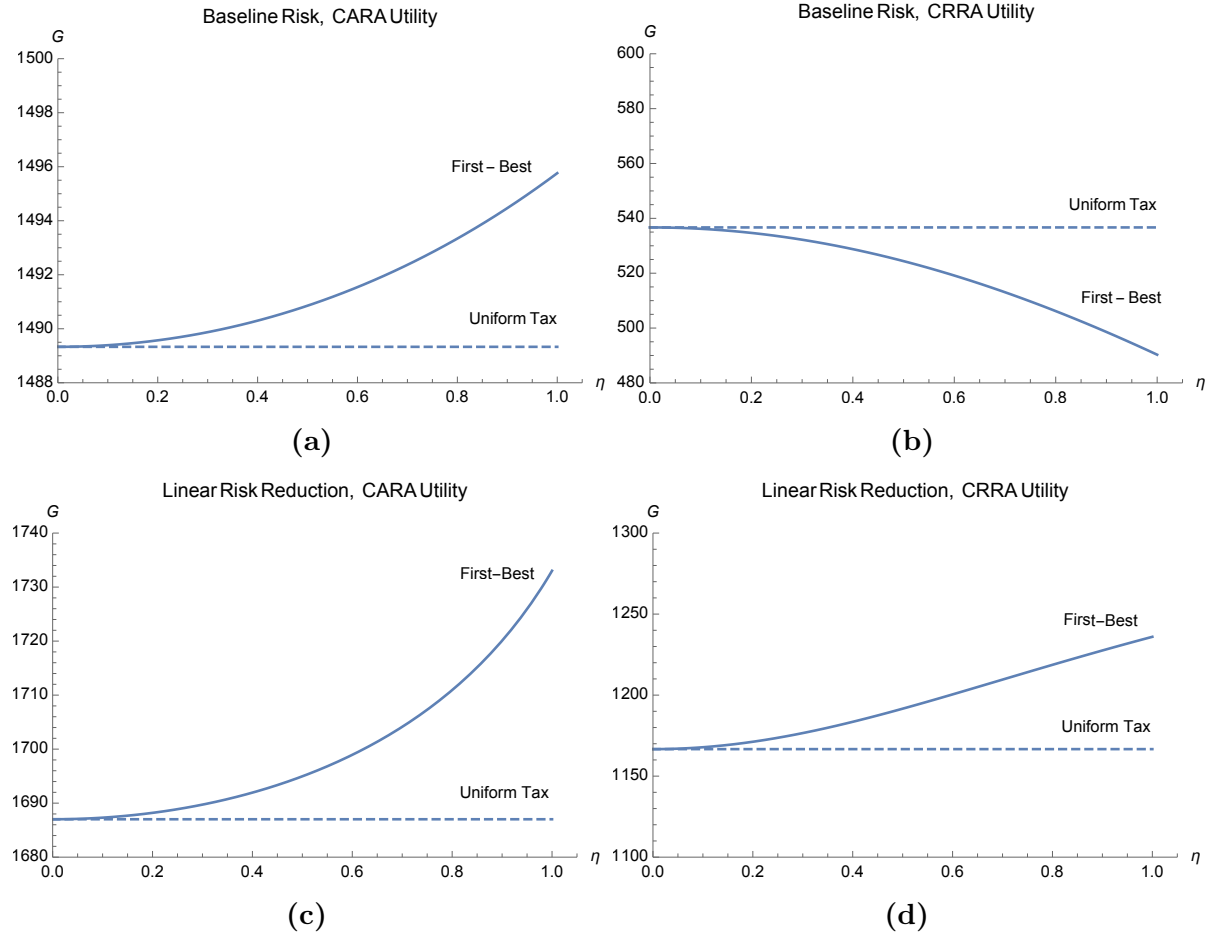 Baseline Risk, CARA Utility
G
1500
1498
1496
1494
1492
1490
1488
First – Best
Uniform Tax
0.0 0.2 0.4 0.6 0.8 1.0 η
(a)
Baseline Risk, CRRA Utility
G
600
580
560
540
520
500
480
Uniform Tax
First – Best
0.0 0.2 0.4 0.6 0.8 1.0 η
(b)
Linear Risk Reduction, CARA Utility
G
1740
1730
1720
1710
1700
1690
1680
First–Best
Uniform Tax
0.0 0.2 0.4 0.6 0.8 1.0 η
(c)
Linear Risk Reduction, CRRA Utility
G
1300
1250
1200
1150
1100
First–Best
Uniform Tax
0.0 0.2 0.4 0.6 0.8 1.0 η
(d)